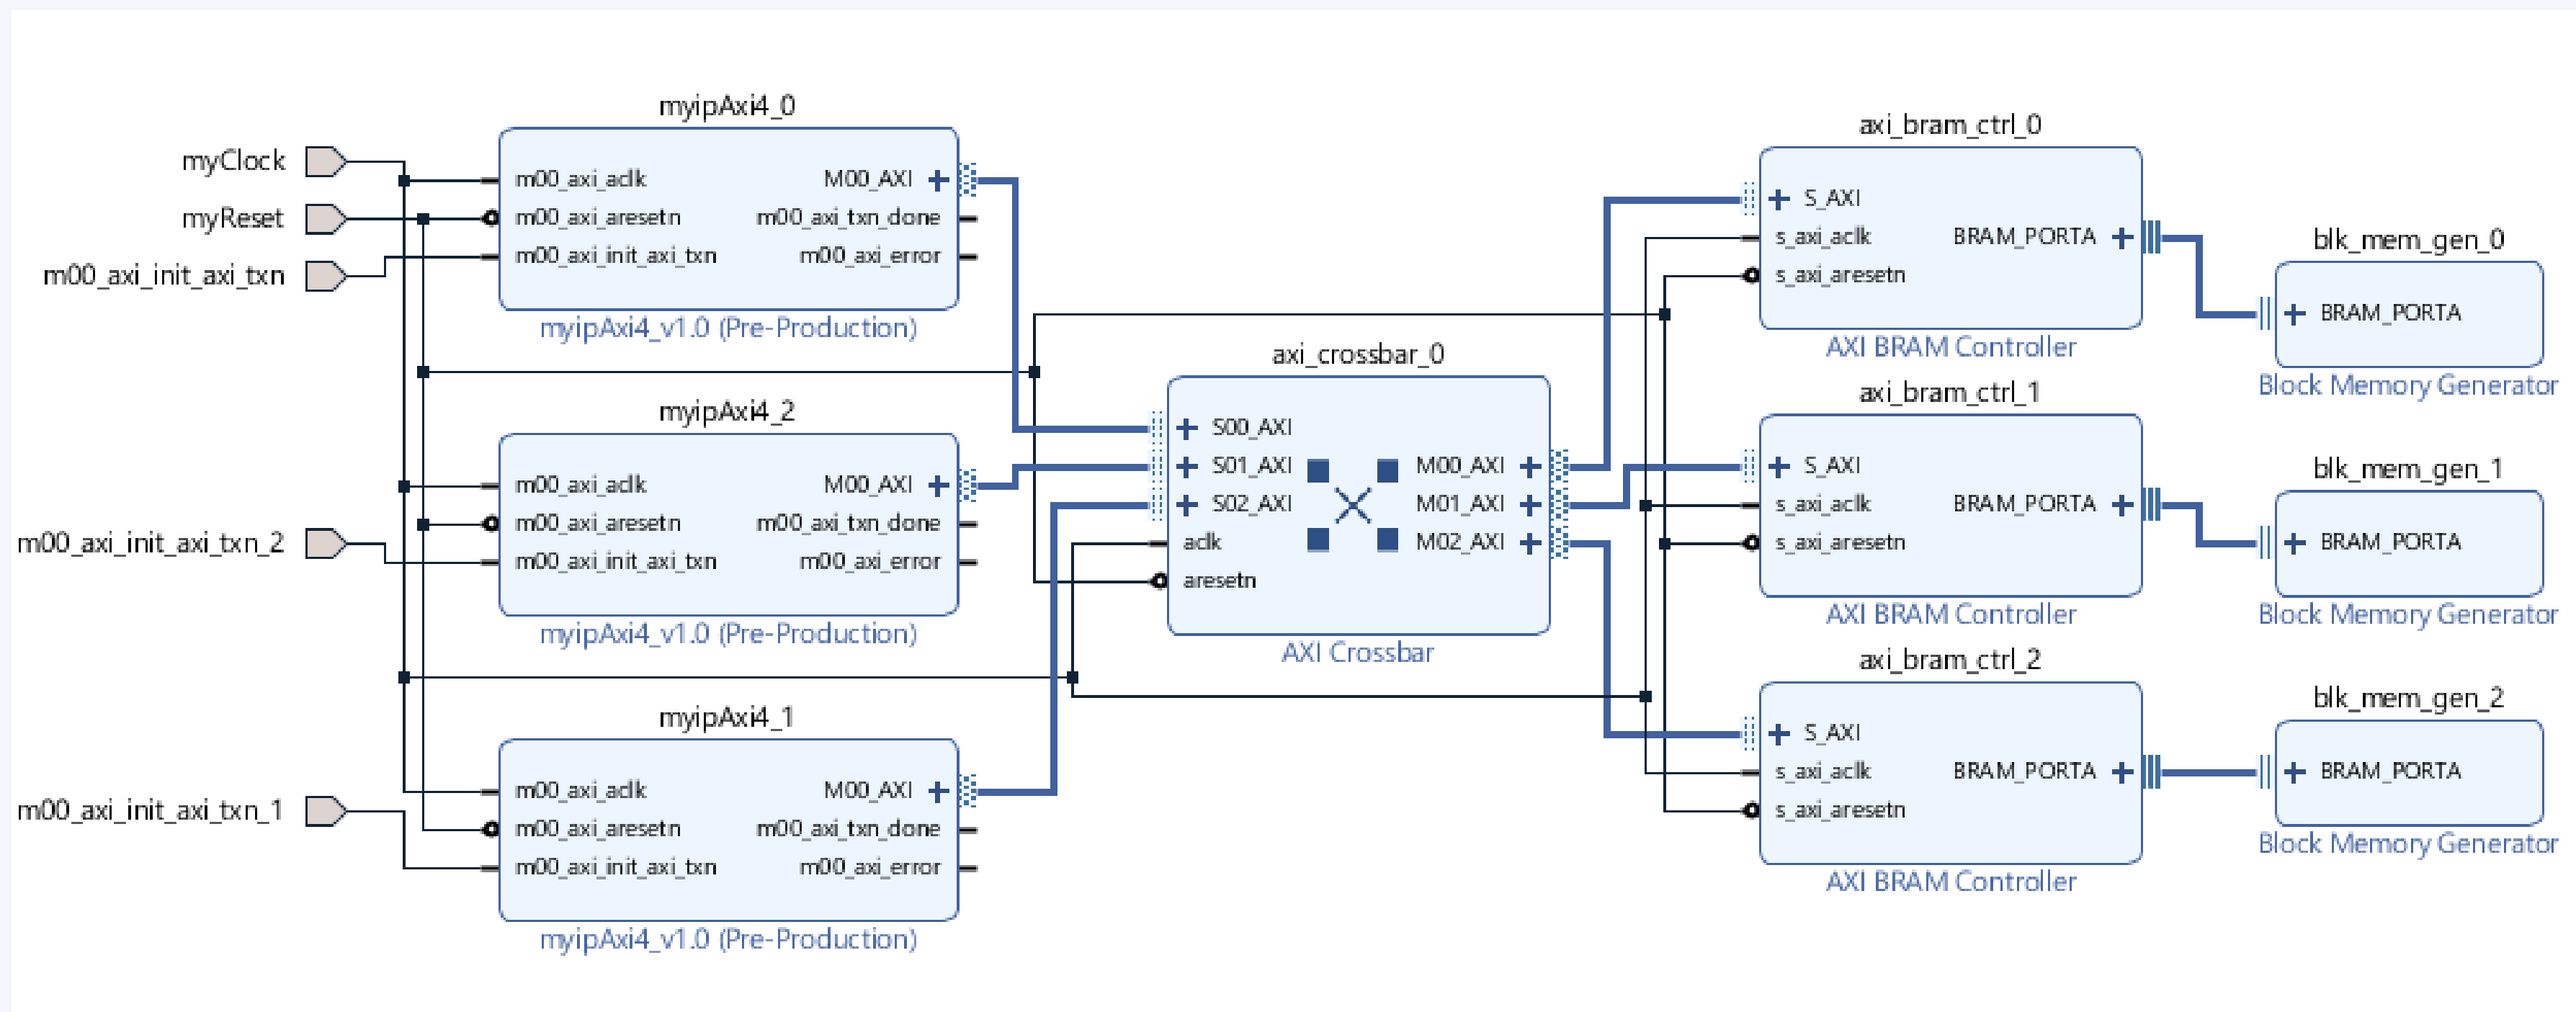 myClock
myReset
m00_axi_init_axi_txn
m00_axi_init_axi_txn_2
m00_axi_init_axi_txn_1
myipAxi4_0
m00_axi_aclk M00_AXI
m00_axi_aresetn m00_axi_txn_done
m00_axi_init_axi_txn m00_axi_error
myipAxi4_v1.0 (Pre-Production)
myipAxi4_2
m00_axi_aclk M00_AXI
m00_axi_aresetn m00_axi_txn_done
m00_axi_init_axi_txn m00_axi_error
myipAxi4_v1.0 (Pre-Production)
myipAxi4_1
m00_axi_aclk M00_AXI
m00_axi_aresetn m00_axi_txn_done
m00_axi_init_axi_txn m00_axi_error
myipAxi4_v1.0 (Pre-Production)
axi_crossbar_0
S00_AXI
S01_AXI M00_AXI
S02_AXI M01_AXI
aclk M02_AXI
aresetn
AXI Crossbar
axi_bram_ctrl_0
S_AXI
s_axi_aclk BRAM_PORTA
s_axi_aresetn
AXI BRAM Controller
axi_bram_ctrl_1
S_AXI
s_axi_aclk BRAM_PORTA
s_axi_aresetn
AXI BRAM Controller
axi_bram_ctrl_2
S_AXI
s_axi_aclk BRAM_PORTA
s_axi_aresetn
AXI BRAM Controller
blk_mem_gen_0
BRAM_PORTA
Block Memory Generator
blk_mem_gen_1
BRAM_PORTA
Block Memory Generator
blk_mem_gen_2
BRAM_PORTA
Block Memory Generator